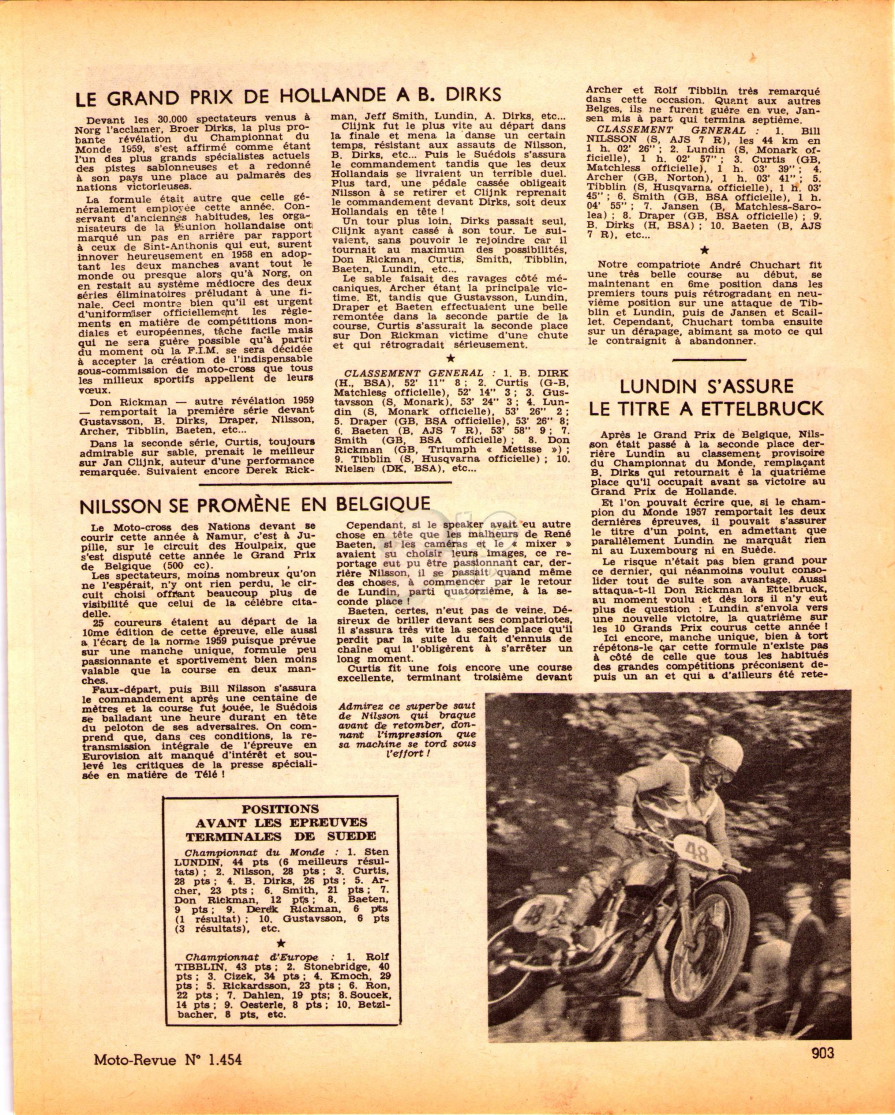 LE GRAND PRIX DE HOLLANDE A B. DIRKS
Devant les 30.000 spectateurs venus à
Norg l'acclamer, Broer Dirks, la plus pro-
bante révélation du Championnat du
Monde 1959, s'est affirmé comme étant
l'un des plus grands spécialistes actuels
des pistes sablonneuses et a redonné
à son pays une place au palmarès des
nations victorieuses.
La formule était autre que celle gé-
néralement employée cette année. Con-
servant d'anciennes habitudes, les orga-
nisateurs de la Réunion hollandaise ont
marqué un pas en arrière par rapport
à ceux de Sint-Anthonis qui eut, surent
innover heureusement en 1958 en adop-
tant les deux manches avant tout le
monde ou presque alors qu'à Norg, on
en restait au système médiocre des deux
séries éliminatoires préludant à une fi-
nale. Ceci montre bien qu'il est urgent
d'uniformiser officiellement les règle-
ments en matière de compétitions mon-
diales et européennes, tâche facile mais
qui ne sera guère possible qu'à partir
du moment où la F.I.M. se sera décidée
à accepter la création de l'indispensable
sous-commission de moto-cross que tous
les milieux sportifs appellent de leurs
vœux.
Don Rickman — autre révélation 1959
— remportait la première série devant
Gustavsson, B. Dirks, Draper, Nilsson,
Archer, Tibblin, Baeten, etc...
Dans la seconde série, Curtis, toujours
admirable sur sable, prenait le meilleur
sur Jan Clijnk, auteur d'une performance
remarquée. Suivaient encore Derek Rick-
man, Jeff Smith, Lundin, A. Dirks, etc...
Clijnk fut le plus vite au départ dans
la finale et mena la danse un certain
temps, résistant aux assauts de Nilsson,
B. Dirks, etc... Puis le Suédois s'assura
le commandement tandis que les deux
Hollandais se livraient un terrible duel.
Plus tard, une pédale cassée obligeait
Nilsson à se retirer et Clijnk reprenait
le commandement devant Dirks, soit deux
Hollandais en tête !
Un tour plus loin, Dirks passait seul,
Clijnk ayant cassé à son tour. Le sui-
vaient, sans pouvoir le rejoindre car il
tournait au maximum des possibilités,
Don Rickman, Curtis, Smith, Tibblin,
Baeten, Lundin, etc...
Le sable faisait des ravages côté mé-
caniques, Archer étant la principale vic-
time. Et, tandis que Gustavsson, Lundin,
Draper et Baeten effectuaient une belle
remontée dans la seconde partie de la
course, Curtis s'assurait la seconde place
sur Don Rickman victime d'une chute
et qui rétrogradait sérieusement.
★
CLASSEMENT GENERAL : 1. B. DIRK
(H., BSA), 52' 11" 8 ; 2. Curtis (G-B,
Matchless officielle), 52' 14" 3 ; 3. Gus-
tavsson (S, Monark), 53' 24" 3 ; 4. Lun-
din (S, Monark officielle), 53' 26" 2 ;
5. Draper (GB, BSA officielle), 53' 26" 8 ;
6. Baeten (B, AJS 7 R), 53' 58" 9 ; 7.
Smith (GB, BSA officielle) ; 8. Don
Rickman (GB, Triumph « Metisse ») ;
9. Tibblin (S, Husqvarna officielle) ; 10.
Nielsen (DK, BSA), etc...
NILSSON SE PROMÈNE EN BELGIQUE
Le Moto-cross des Nations devant se
courir cette année à Namur, c'est à Ju-
pille, sur le circuit des Houlpaix, que
s'est disputé cette année le Grand Prix
de Belgique (500 cc).
Les spectateurs, moins nombreux qu'on
ne l'espérait, n'y ont rien perdu, le cir-
cuit choisi offrant beaucoup plus de
visibilité que celui de la célèbre cita-
delle.
25 coureurs étaient au départ de la
10me édition de cette épreuve, elle aussi
à l'écart de la norme 1959 puisque prévue
sur une manche unique, formule peu
passionnante et sportivement bien moins
valable que la course en deux man-
ches.
Faux-départ, puis Bill Nilsson s'assura
le commandement après une centaine de
mètres et la course fut jouée, le Suédois
se balladant une heure durant en tête
du peloton de ses adversaires. On com-
prend que, dans ces conditions, la re-
transmission intégrale de l'épreuve en
Eurovision ait manqué d'intérêt et sou-
levé les critiques de la presse spéciali-
sée en matière de Télé !
Cependant, si le speaker avait eu autre
chose en tête que les malheurs de René
Baeten, si les caméras et le « mixer »
avaient su choisir leurs images, ce re-
portage eut pu être passionnant car, der-
rière Nilsson, il se passait quand même
des choses, à commencer par le retour
de Lundin, parti quatorzième, à la se-
conde place !
Baeten, certes, n'eut pas de veine. Dé-
sireux de briller devant ses compatriotes,
il s'assura très vite la seconde place qu'il
perdit par la suite du fait d'ennuis de
chaîne qui l'obligèrent à s'arrêter un
long moment.
Curtis fit une fois encore une course
excellente, terminant troisième devant
Archer et Rolf Tibblin très remarqué
dans cette occasion. Quant aux autres
Belges, ils ne furent guère en vue, Jan-
sen mis à part qui termina septième.
CLASSEMENT GENERAL : 1. Bill
NILSSON (S, AJS 7 R), les 44 km en
1 h. 02' 26" ; 2. Lundin (S, Monark of-
ficielle), 1 h. 02' 57" ; 3. Curtis (GB,
Matchless officielle), 1 h. 03' 39" ; 4.
Archer (GB, Norton), 1 h. 03' 41" ; 5.
Tibblin (S, Husqvarna officielle), 1 h. 03'
45" ; 6. Smith (GB, BSA officielle), 1 h.
04' 55" ; 7. Jansen (B, Matchless-Baro-
lea) ; 8. Draper (GB, BSA officielle) ; 9.
B. Dirks (H, BSA) ; 10. Baeten (B, AJS
7 R), etc...
★
Notre compatriote André Chuchart fit
une très belle course au début, se
maintenant en 6me position dans les
premiers tours puis rétrogradant en neu-
vième position sur une attaque de Tib-
blin et Lundin, puis de Jansen et Scail-
let. Cependant, Chuchart tomba ensuite
sur un dérapage, abimant sa moto ce qui
le contraignit à abandonner.
LUNDIN S'ASSURE
LE TITRE A ETTELBRUCK
Après le Grand Prix de Belgique, Nils-
son était passé à la seconde place der-
rière Lundin au classement provisoire
du Championnat du Monde, remplaçant
B. Dirks qui retournait é la quatrième
place qu'il occupait avant sa victoire au
Grand Prix de Hollande.
Et l'on pouvait écrire que, si le cham-
pion du Monde 1957 remportait les deux
dernières épreuves, il pouvait s'assurer
le titre d'un point, en admettant que
parallèlement Lundin ne marquât rien
ni au Luxembourg ni en Suède.
Le risque n'était pas bien grand pour
ce dernier, qui néanmoins voulut conso-
lider tout de suite son avantage. Aussi
attaqua-t-il Don Rickman à Ettelbruck,
au moment voulu et dès lors il n'y eut
plus de question : Lundin s'envola vers
une nouvelle victoire, la quatrième sur
les 10 Grands Prix courus cette année !
Ici encore, manche unique, bien à tort
répétons-le car cette formule n'existe pas
à côté de celle que tous les habitués
des grandes compétitions préconisent de-
puis un an et qui a d'ailleurs été rete-
Admirez ce superbe saut
de Nilsson qui braque
avant de retomber, don-
nant l'impression que
sa machine se tord sous
l'effort !
48
48
POSITIONS
AVANT LES EPREUVES
TERMINALES DE SUEDE
Championnat du Monde : 1. Sten
LUNDIN, 44 pts (6 meilleurs résul-
tats) ; 2. Nilsson, 28 pts ; 3. Curtis,
28 pts ; 4. B. Dirks, 26 pts ; 5. Ar-
cher, 23 pts ; 6. Smith, 21 pts ; 7.
Don Rickman, 12 pts ; 8. Baeten,
9 pts ; 9. Derek Rickman, 6 pts
(1 résultat) ; 10. Gustavsson, 6 pts
(3 résultats), etc.
★
Championnat d'Europe : 1. Rolf
TIBBLIN, 43 pts ; 2. Stonebridge, 40
pts ; 3. Cizek, 34 pts ; 4. Kmoch, 29
pts ; 5. Rickardsson, 23 pts ; 6. Ron,
22 pts ; 7. Dahlen, 19 pts; 8. Soucek,
14 pts ; 9. Oesterle, 8 pts ; 10. Betzl-
bacher, 8 pts, etc.
Moto-Revue N° 1.454
903